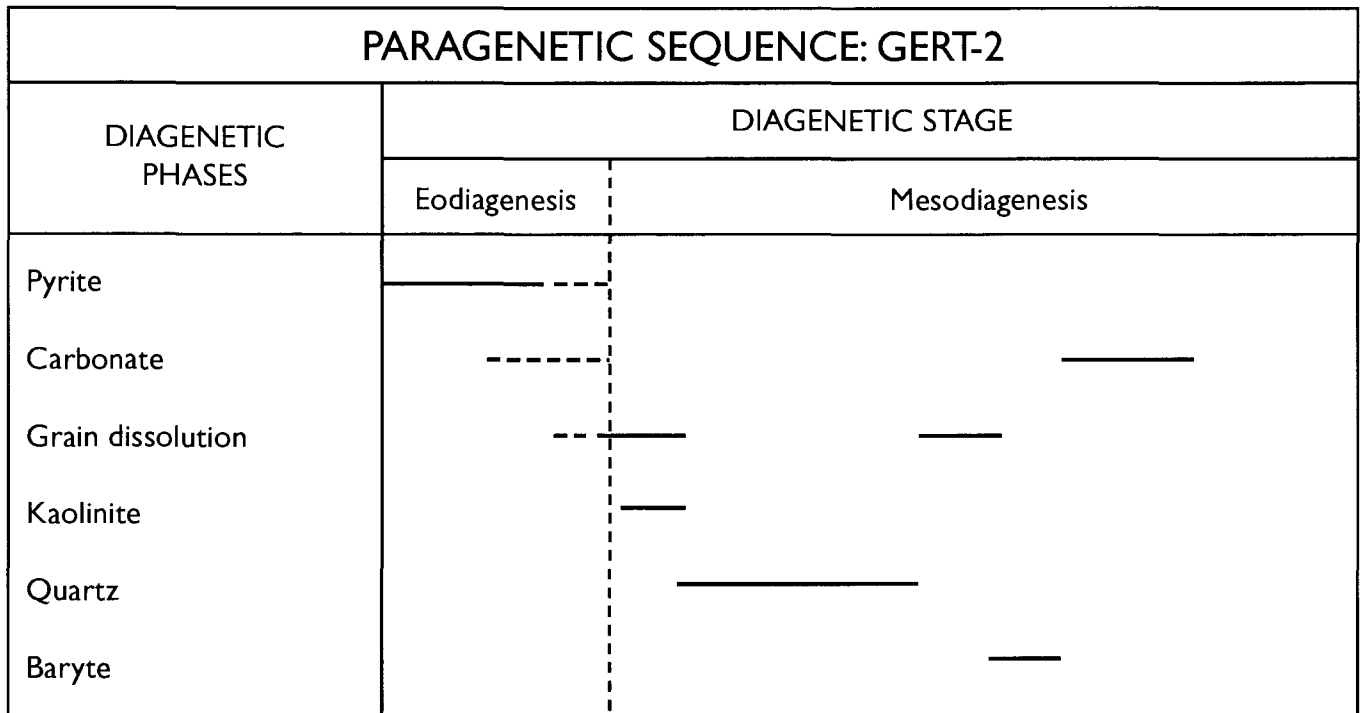 PARAGENETIC SEQUENCE: GERT-2
DIAGENETIC
PHASES
DIAGENETIC STAGE
Eodiagenesis
Mesodiagenesis
Pyrite
Carbonate
Grain dissolution
Kaolinite
Quartz
Baryte